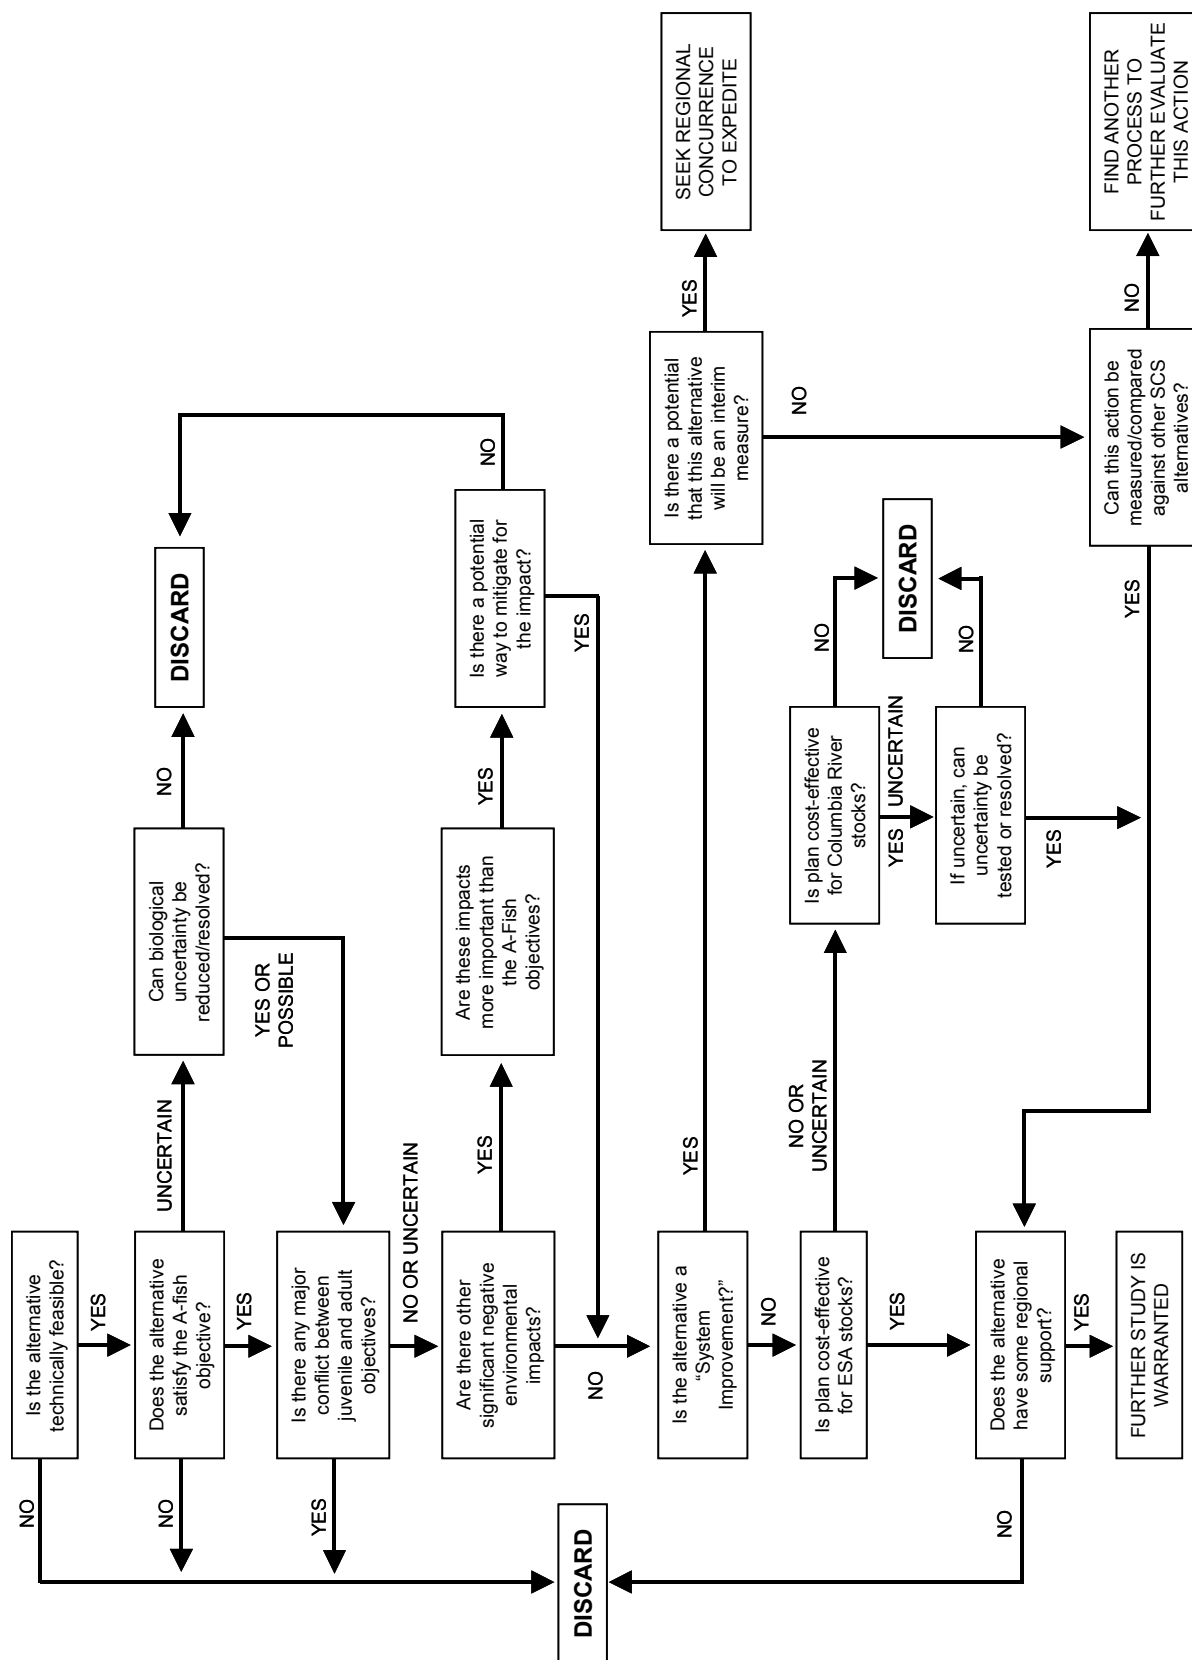 Is the alternative
technically feasible?
NO
YES
Does the alternative
satisfy the A-fish
objective?
NO
UNCERTAIN
YES
Can biological
uncertainty be
reduced/resolved?
NO
DISCARD
YES OR
POSSIBLE
Is there any major
conflict between
juvenile and adult
objectives?
YES
NO OR UNCERTAIN
Are there other
significant negative
environmental
impacts?
YES
NO
Are these impacts
more important than
the A-Fish
objectives?
YES
Is there a potential
way to mitigate for
the impact?
NO
YES
DISCARD
Is the alternative a
“System
Improvement?”
YES
NO
Is there a potential
that this alternative
will be an interim
measure?
YES
SEEK REGIONAL
CONCURRENCE
TO EXPEDITE
NO
Is plan cost-effective
for ESA stocks?
NO OR
UNCERTAIN
YES
Is plan cost-effective
for Columbia River
stocks?
NO
YES
UNCERTAIN
DISCARD
If uncertain, can
uncertainty be
tested or resolved?
NO
YES
Does the alternative
have some regional
support?
NO
YES
Can this action be
measured/compared
against other SCS
alternatives?
YES
NO
FIND ANOTHER
PROCESS TO
FURTHER EVALUATE
THIS ACTION
FURTHER STUDY IS
WARRANTED